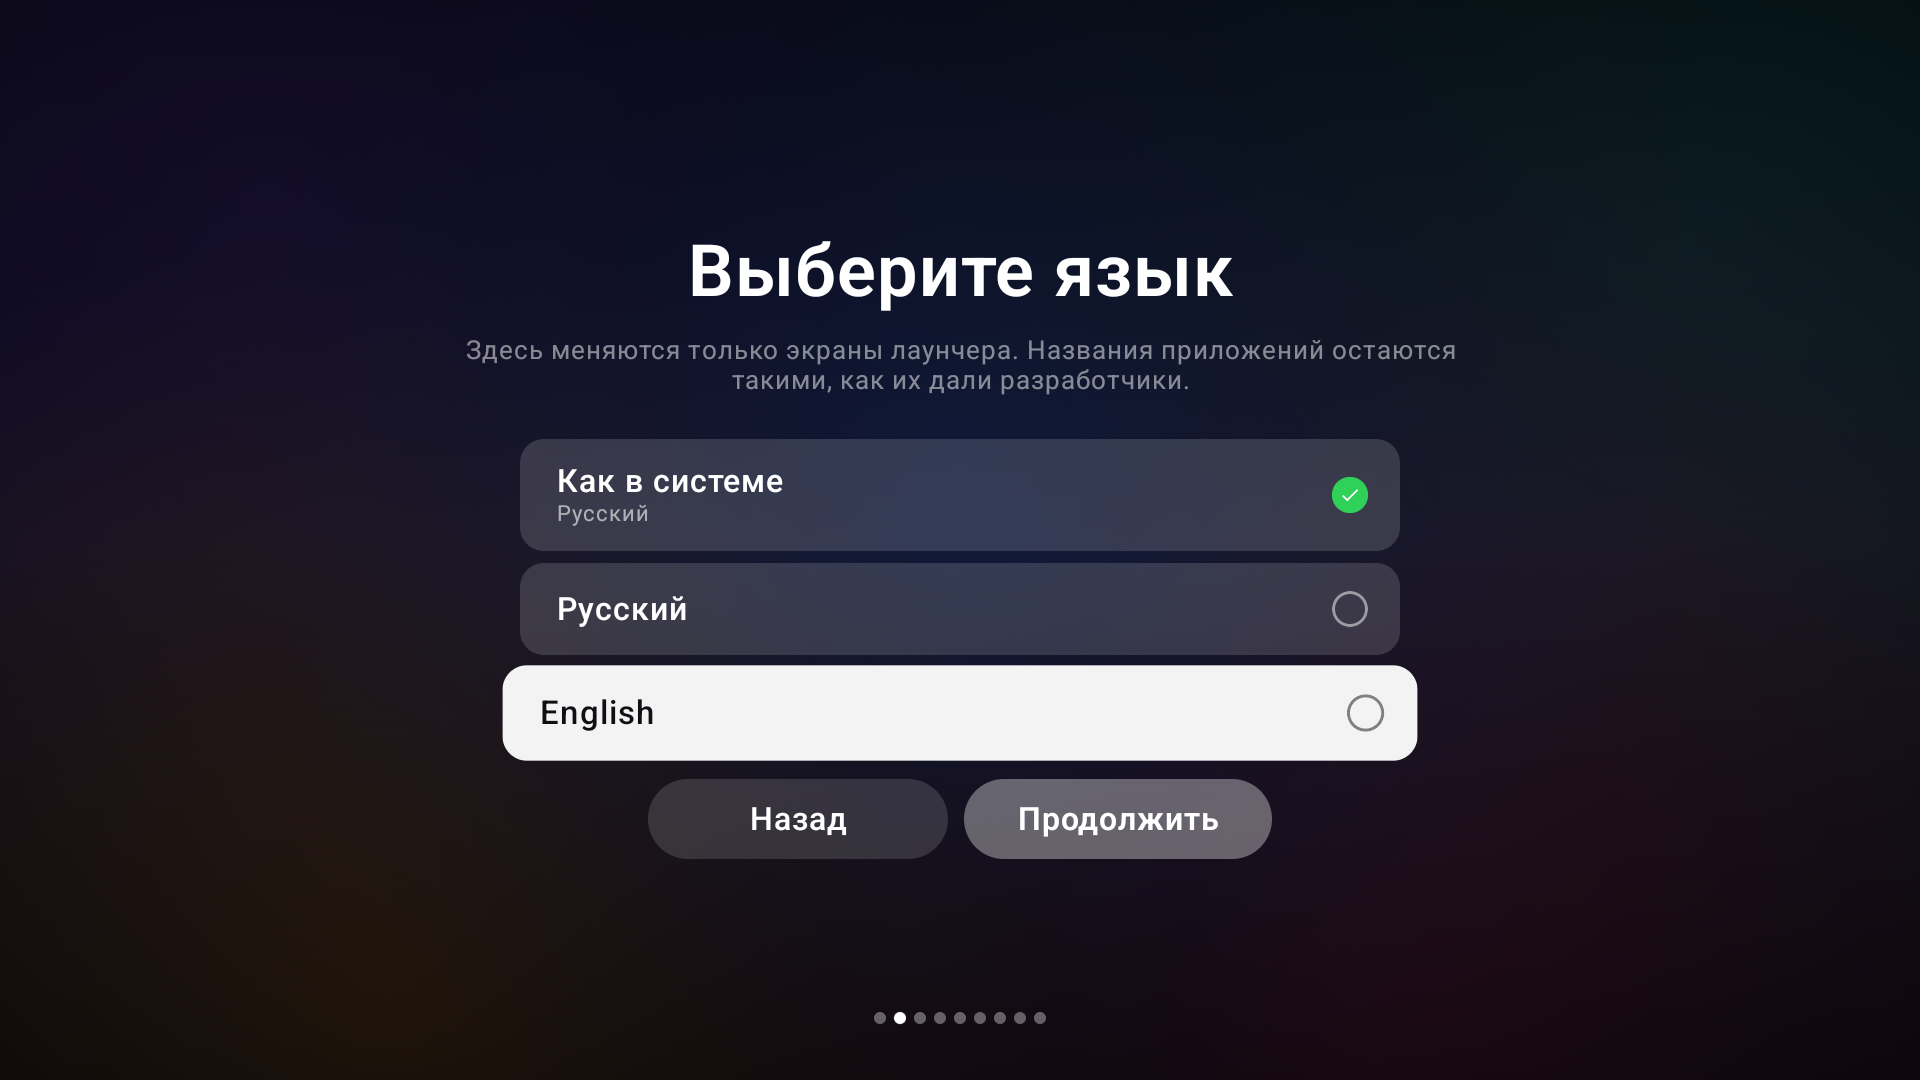 Выберите язык
Здесь меняются только экраны лаунчера. Названия приложений остаются
такими, как их дали разработчики.
Как в системе
Русский
Русский
English
Назад
Продолжить